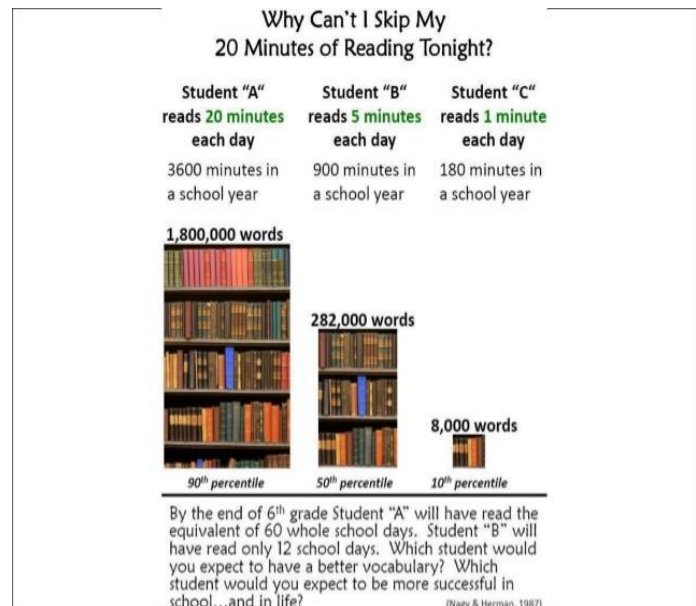 Why Can't I Skip My
20 Minutes of Reading Tonight?
Student "A"
reads 20 minutes
each day
3600 minutes in
a school year
Student "B"
reads 5 minutes
each day
900 minutes in
a school year
Student "C"
reads 1 minute
each day
180 minutes in
a school year
1,800,000 words
282,000 words
8,000 words
90th percentile
50th percentile
10th percentile
By the end of 6th grade Student "A" will have read the
equivalent of 60 whole school days. Student "B" will
have read only 12 school days. Which student would
you expect to have a better vocabulary? Which
student would you expect to be more successful in
school...and in life?
(Nagy & Herman, 1987)